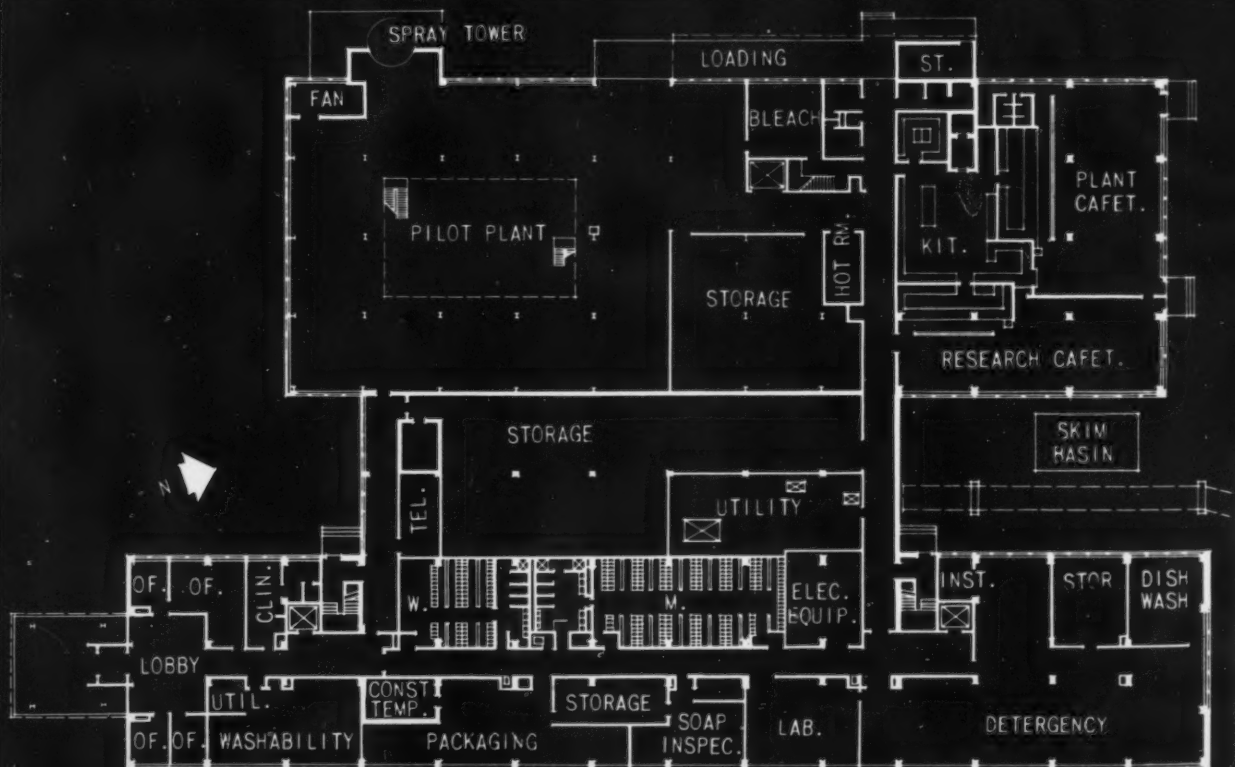 SPRAY TOWER
LOADING
ST.
FAN
BLEACH
PLANT
CAFET.
PILOT PLANT
HOT RM.
KIT.
STORAGE
RESEARCH CAFET.
STORAGE
SKIM
BASIN
N
TEL.
UTILITY
OF.
OF.
CLIN.
W.
M.
ELEC.
EQUIP.
INST.
STOR
DISH
WASH
LOBBY
UTIL.
CONST.
TEMP.
STORAGE
OF.
OF.
WASHABILITY
PACKAGING
SOAP
INSPEC.
LAB.
DETERGENCY